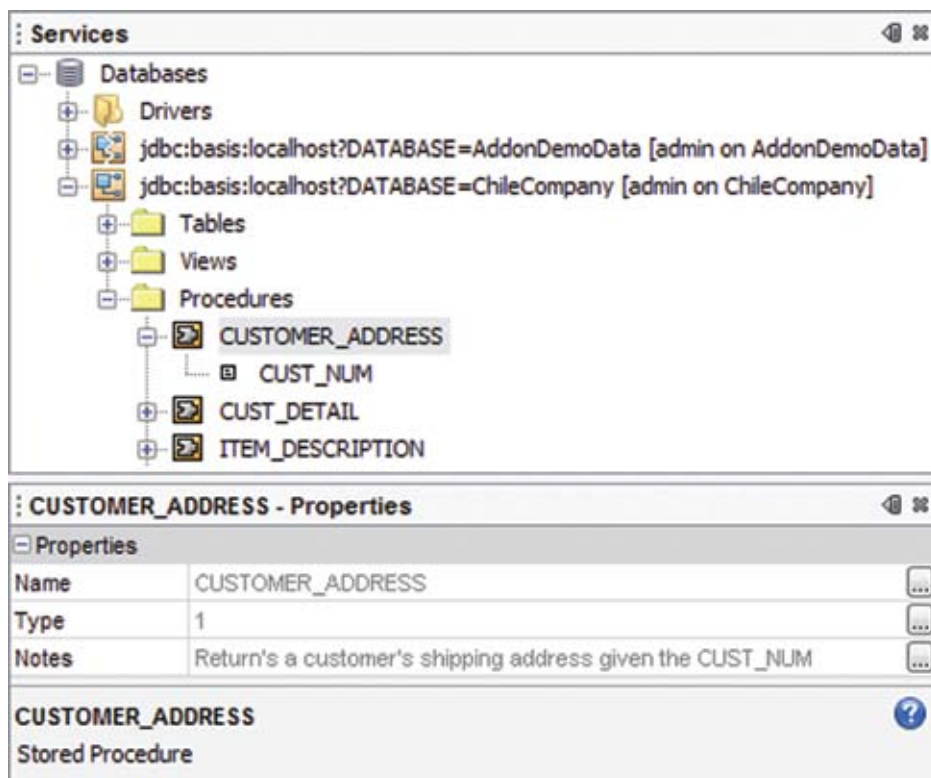 Services
Databases
Drivers
jdbc:basis:localhost?DATABASE=AddonDemoData [admin on AddonDemoData]
jdbc:basis:localhost?DATABASE=ChileCompany [admin on ChileCompany]
Tables
Views
Procedures
CUSTOMER_ADDRESS
CUST_NUM
CUST_DETAIL
ITEM_DESCRIPTION
CUSTOMER_ADDRESS - Properties
Properties
Name CUSTOMER_ADDRESS ...
Type 1 ...
Notes Return's a customer's shipping address given the CUST_NUM ...
CUSTOMER_ADDRESS ?
Stored Procedure